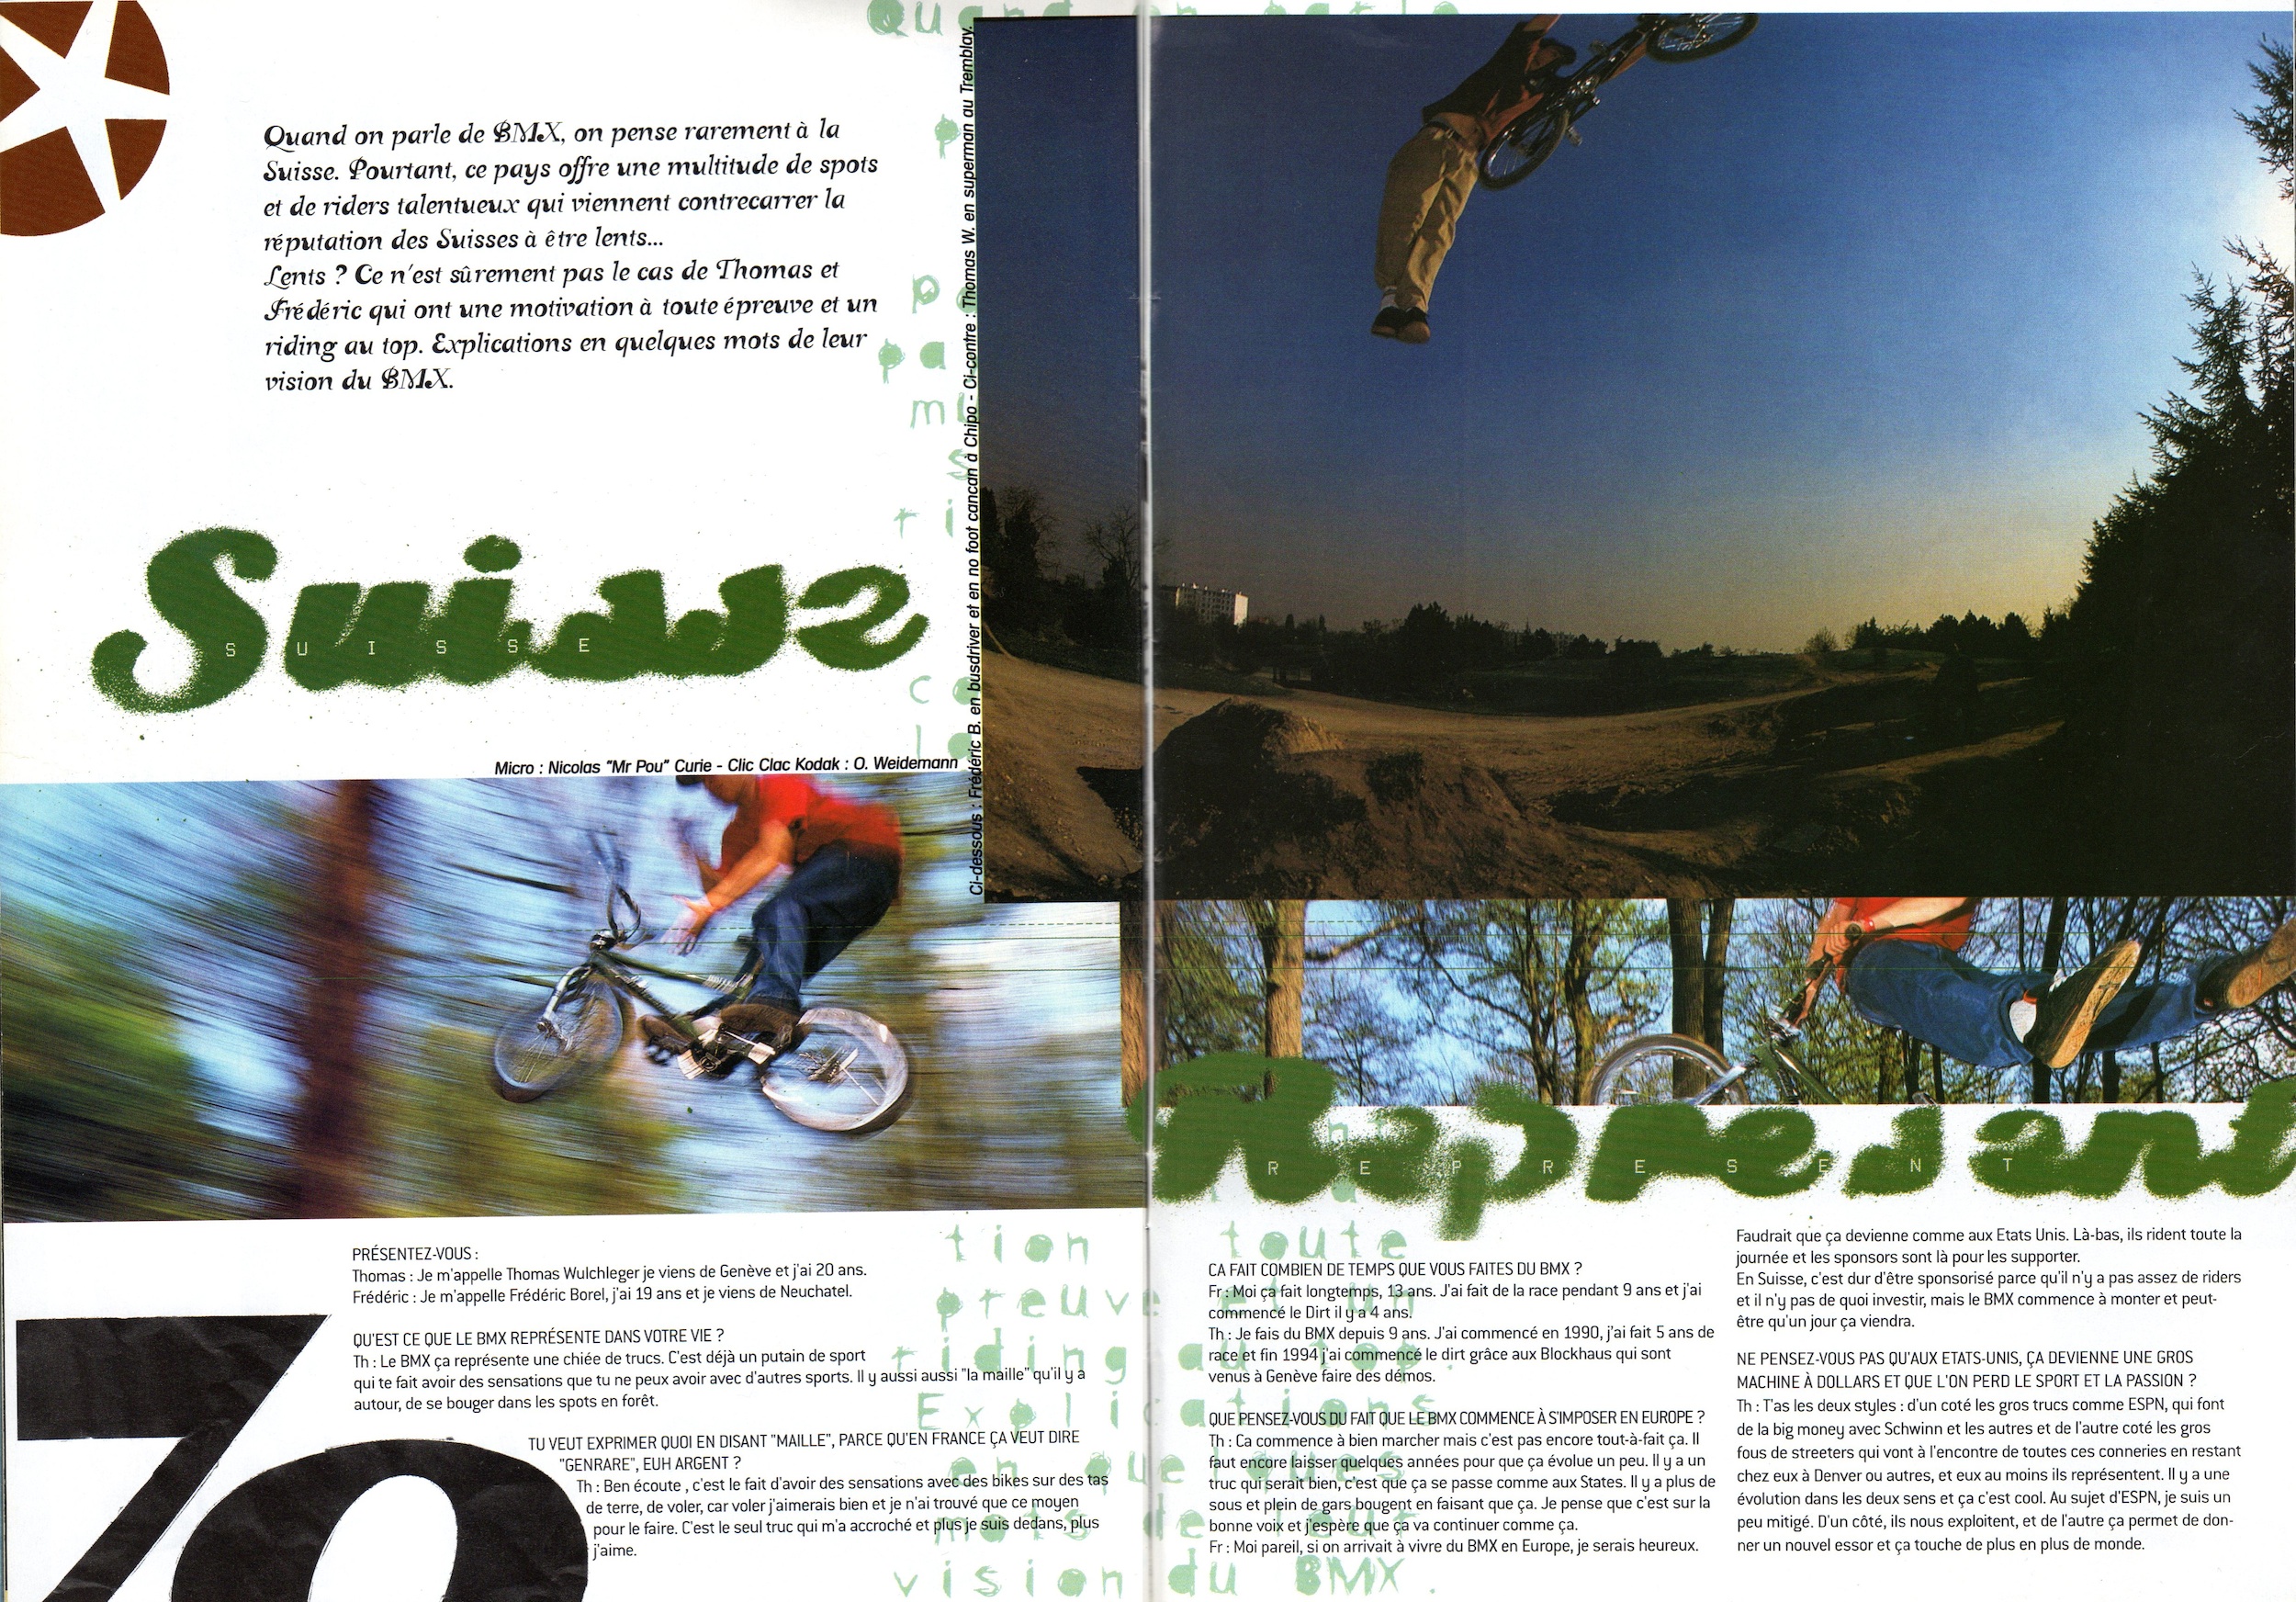 Quand on parle de BMX, on pense rarement à la
Suisse. Pourtant, ce pays offre une multitude de spots
et de riders talentueux qui viennent contrecarrer la
réputation des Suisses à être lents...
Lents ? Ce n'est sûrement pas le cas de Thomas et
Frédéric qui ont une motivation à toute épreuve et un
riding au top. Explications en quelques mots de leur
vision du BMX.
Suisse
SUISSE
Micro : Nicolas "Mr Pou" Curie - Clic Clac Kodak : O. Weidemann
Ci-dessous : Frédéric B. en busdriver et en no foot cancan à Chipo - Ci-contre : Thomas W. en superman au Tremblay.
Represent
REPRESENT
PRÉSENTEZ-VOUS :
Thomas : Je m'appelle Thomas Wulchleger je viens de Genève et j'ai 20 ans.
Frédéric : Je m'appelle Frédéric Borel, j'ai 19 ans et je viens de Neuchatel.
QU'EST CE QUE LE BMX REPRÉSENTE DANS VOTRE VIE ?
Th : Le BMX ça représente une chiée de trucs. C'est déjà un putain de sport
qui te fait avoir des sensations que tu ne peux avoir avec d'autres sports. Il y aussi aussi "la maille" qu'il y a
autour, de se bouger dans les spots en forêt.
TU VEUT EXPRIMER QUOI EN DISANT "MAILLE", PARCE QU'EN FRANCE ÇA VEUT DIRE
"GENRARE", EUH ARGENT ?
Th : Ben écoute , c'est le fait d'avoir des sensations avec des bikes sur des tas
de terre, de voler, car voler j'aimerais bien et je n'ai trouvé que ce moyen
pour le faire. C'est le seul truc qui m'a accroché et plus je suis dedans, plus
j'aime.
70
CA FAIT COMBIEN DE TEMPS QUE VOUS FAITES DU BMX ?
Fr : Moi ça fait longtemps, 13 ans. J'ai fait de la race pendant 9 ans et j'ai
commencé le Dirt il y a 4 ans.
Th : Je fais du BMX depuis 9 ans. J'ai commencé en 1990, j'ai fait 5 ans de
race et fin 1994 j'ai commencé le dirt grâce aux Blockhaus qui sont
venus à Genève faire des démos.
QUE PENSEZ-VOUS DU FAIT QUE LE BMX COMMENCE À S'IMPOSER EN EUROPE ?
Th : Ca commence à bien marcher mais c'est pas encore tout-à-fait ça. Il
faut encore laisser quelques années pour que ça évolue un peu. Il y a un
truc qui serait bien, c'est que ça se passe comme aux States. Il y a plus de
sous et plein de gars bougent en faisant que ça. Je pense que c'est sur la
bonne voix et j'espère que ça va continuer comme ça.
Fr : Moi pareil, si on arrivait à vivre du BMX en Europe, je serais heureux.
Faudrait que ça devienne comme aux Etats Unis. Là-bas, ils rident toute la
journée et les sponsors sont là pour les supporter.
En Suisse, c'est dur d'être sponsorisé parce qu'il n'y a pas assez de riders
et il n'y pas de quoi investir, mais le BMX commence à monter et peut-
être qu'un jour ça viendra.
NE PENSEZ-VOUS PAS QU'AUX ETATS-UNIS, ÇA DEVIENNE UNE GROS
MACHINE À DOLLARS ET QUE L'ON PERD LE SPORT ET LA PASSION ?
Th : T'as les deux styles : d'un coté les gros trucs comme ESPN, qui font
de la big money avec Schwinn et les autres et de l'autre coté les gros
fous de streeters qui vont à l'encontre de toutes ces conneries en restant
chez eux à Denver ou autres, et eux au moins ils représentent. Il y a une
évolution dans les deux sens et ça c'est cool. Au sujet d'ESPN, je suis un
peu mitigé. D'un côté, ils nous exploitent, et de l'autre ça permet de don-
ner un nouvel essor et ça touche de plus en plus de monde.
tion toute
riding au top.
Explications
en quelques
mots de leur
vision du BMX.